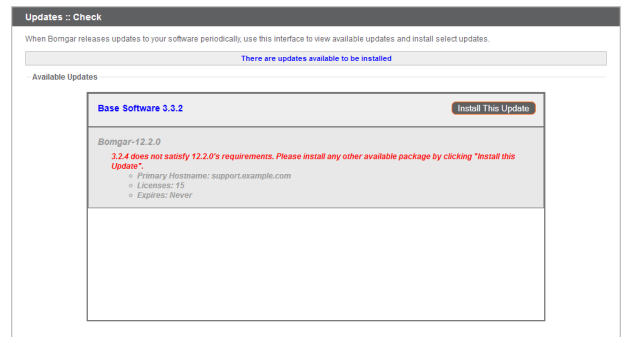 Updates :: Check
When Bomgar releases updates to your software periodically, use this interface to view available updates and install select updates.
There are updates available to be installed
Available Updates
Base Software 3.3.2
Install This Update
Bomgar-12.2.0
3.2.4 does not satisfy 12.2.0's requirements. Please install any other available package by clicking "Install this
Update".
Primary Hostname: support.example.com
Licenses: 15
Expires: Never